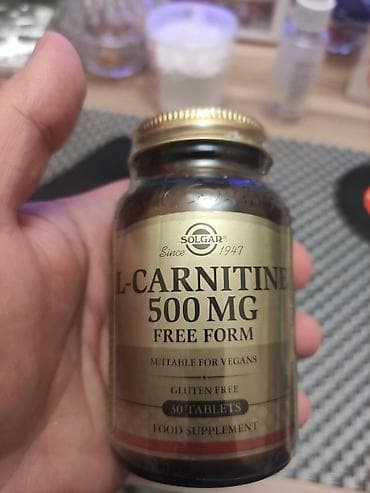 SOLGAR®
Since 1947
L-CARNITINE
500 MG
FREE FORM
SUITABLE FOR VEGANS
GLUTEN FREE
30 TABLETS
FOOD SUPPLEMENT